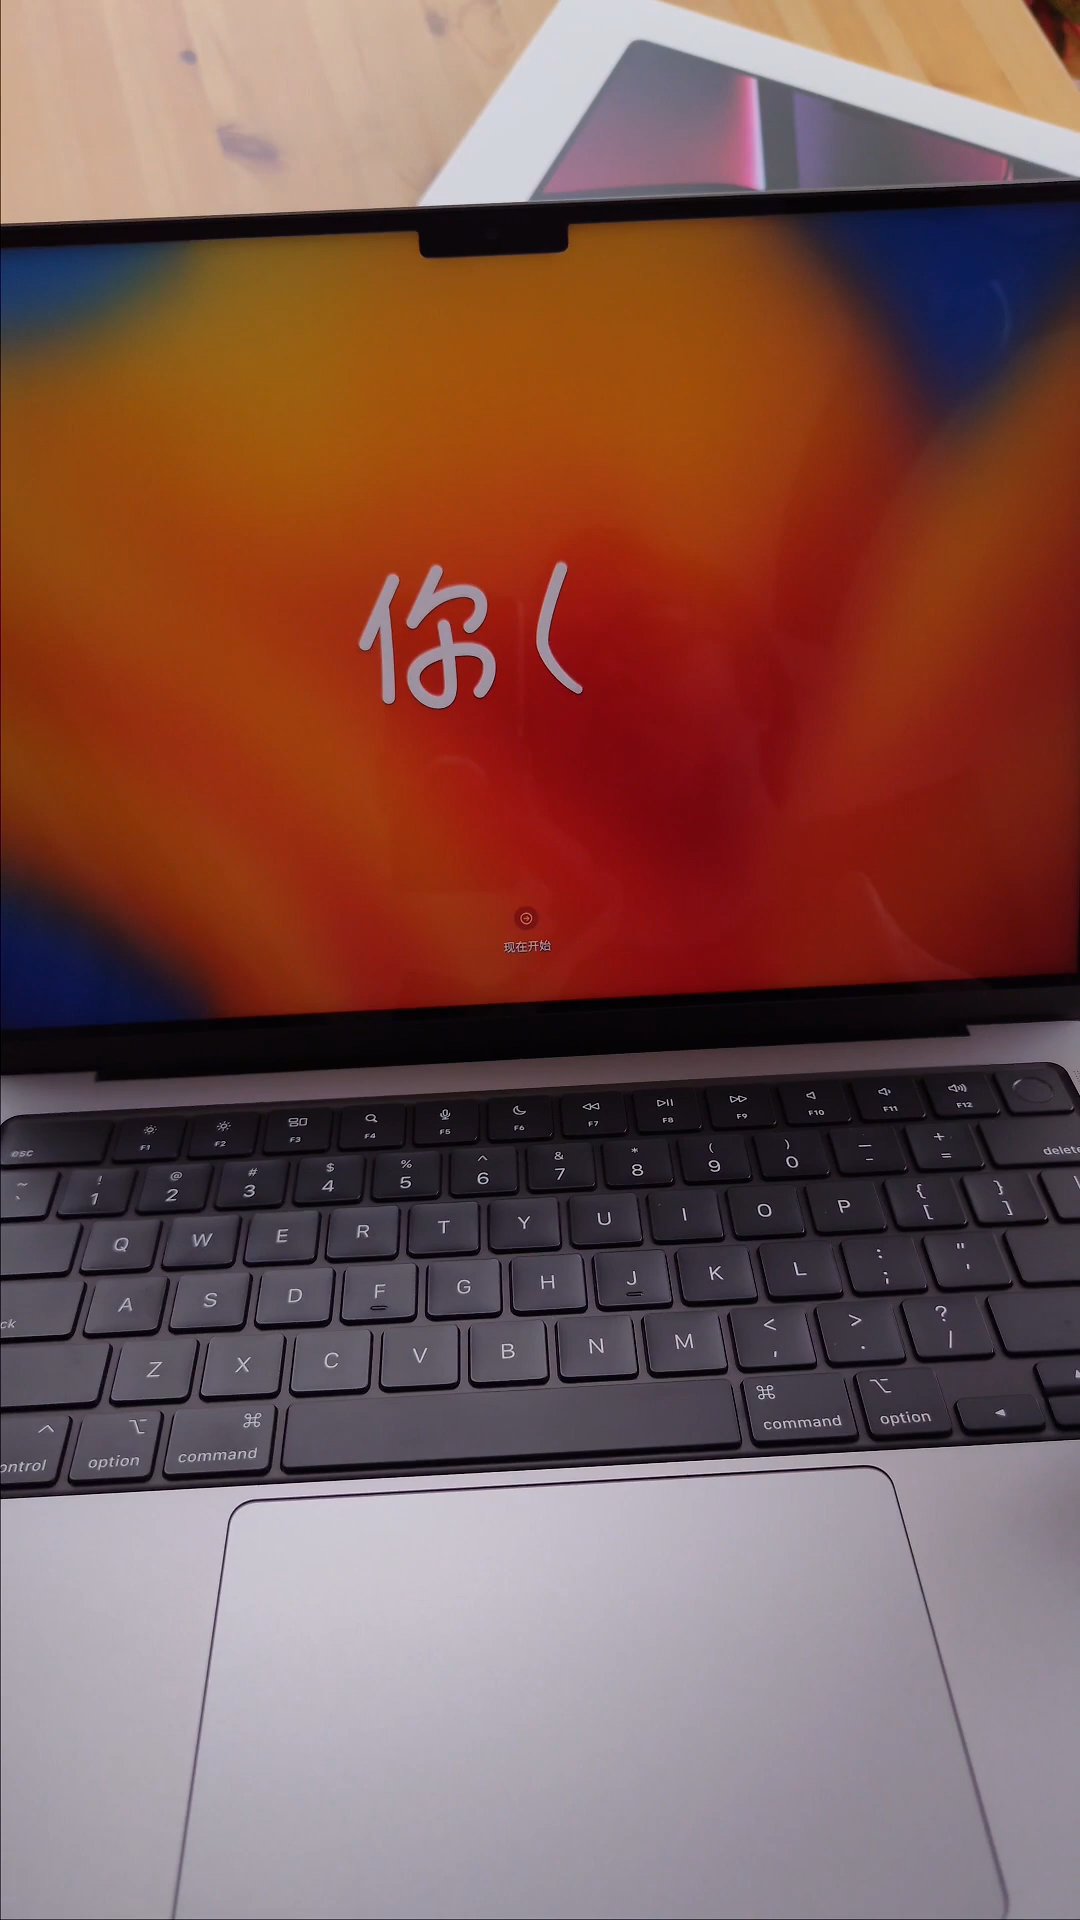 你
现在开始
esc F1 F2 F3 F4 F5 F6 F7 F8 F9 F10 F11 F12
~ ! @ # $ % ^ & * ( ) — +
` 1 2 3 4 5 6 7 8 9 0 - = delete
Q W E R T Y U I O P { [ } ] \
A S D F G H J K L : ; " '
Z X C V B N M < , > . ? /
option command command option